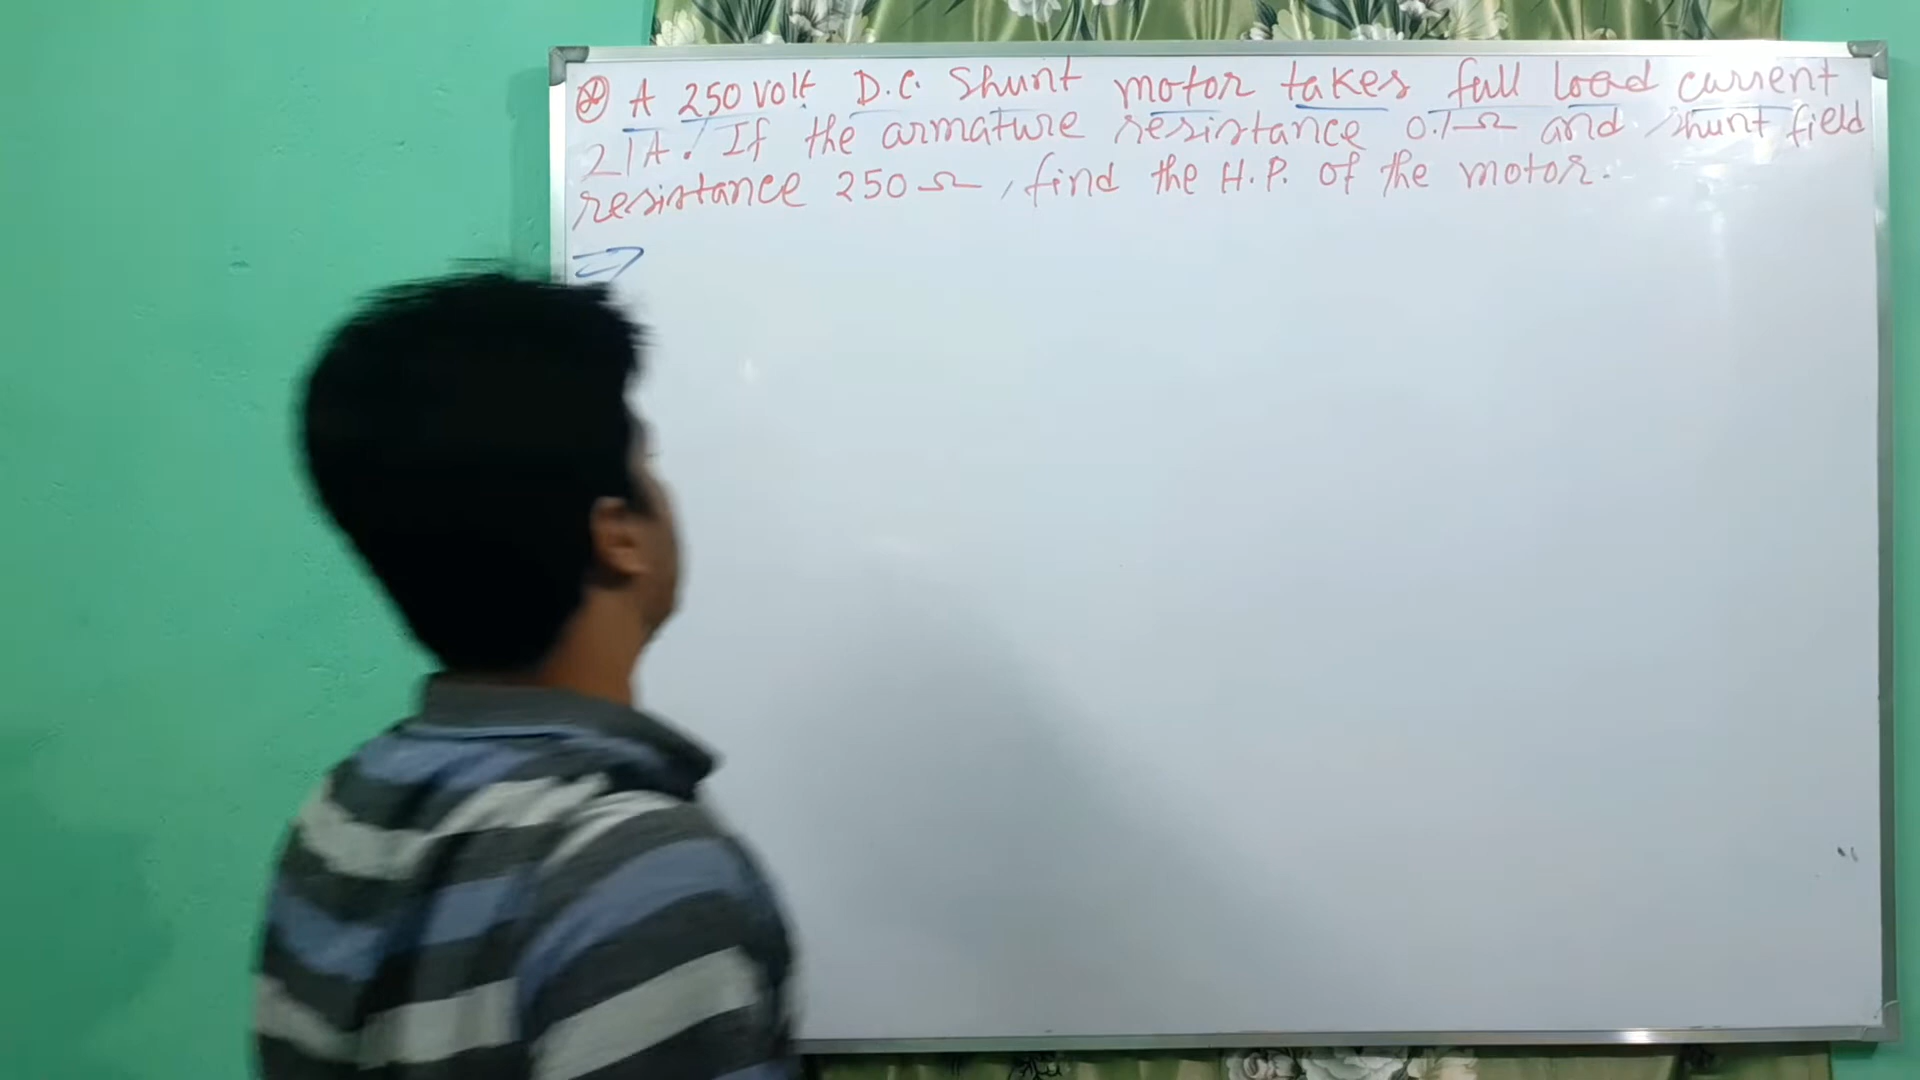 A 250 volt D.C. Shunt motor takes full load current
21A. If the armature resistance 0.1Ω and shunt field
resistance 250Ω, find the H.P. of the motor.
⇒